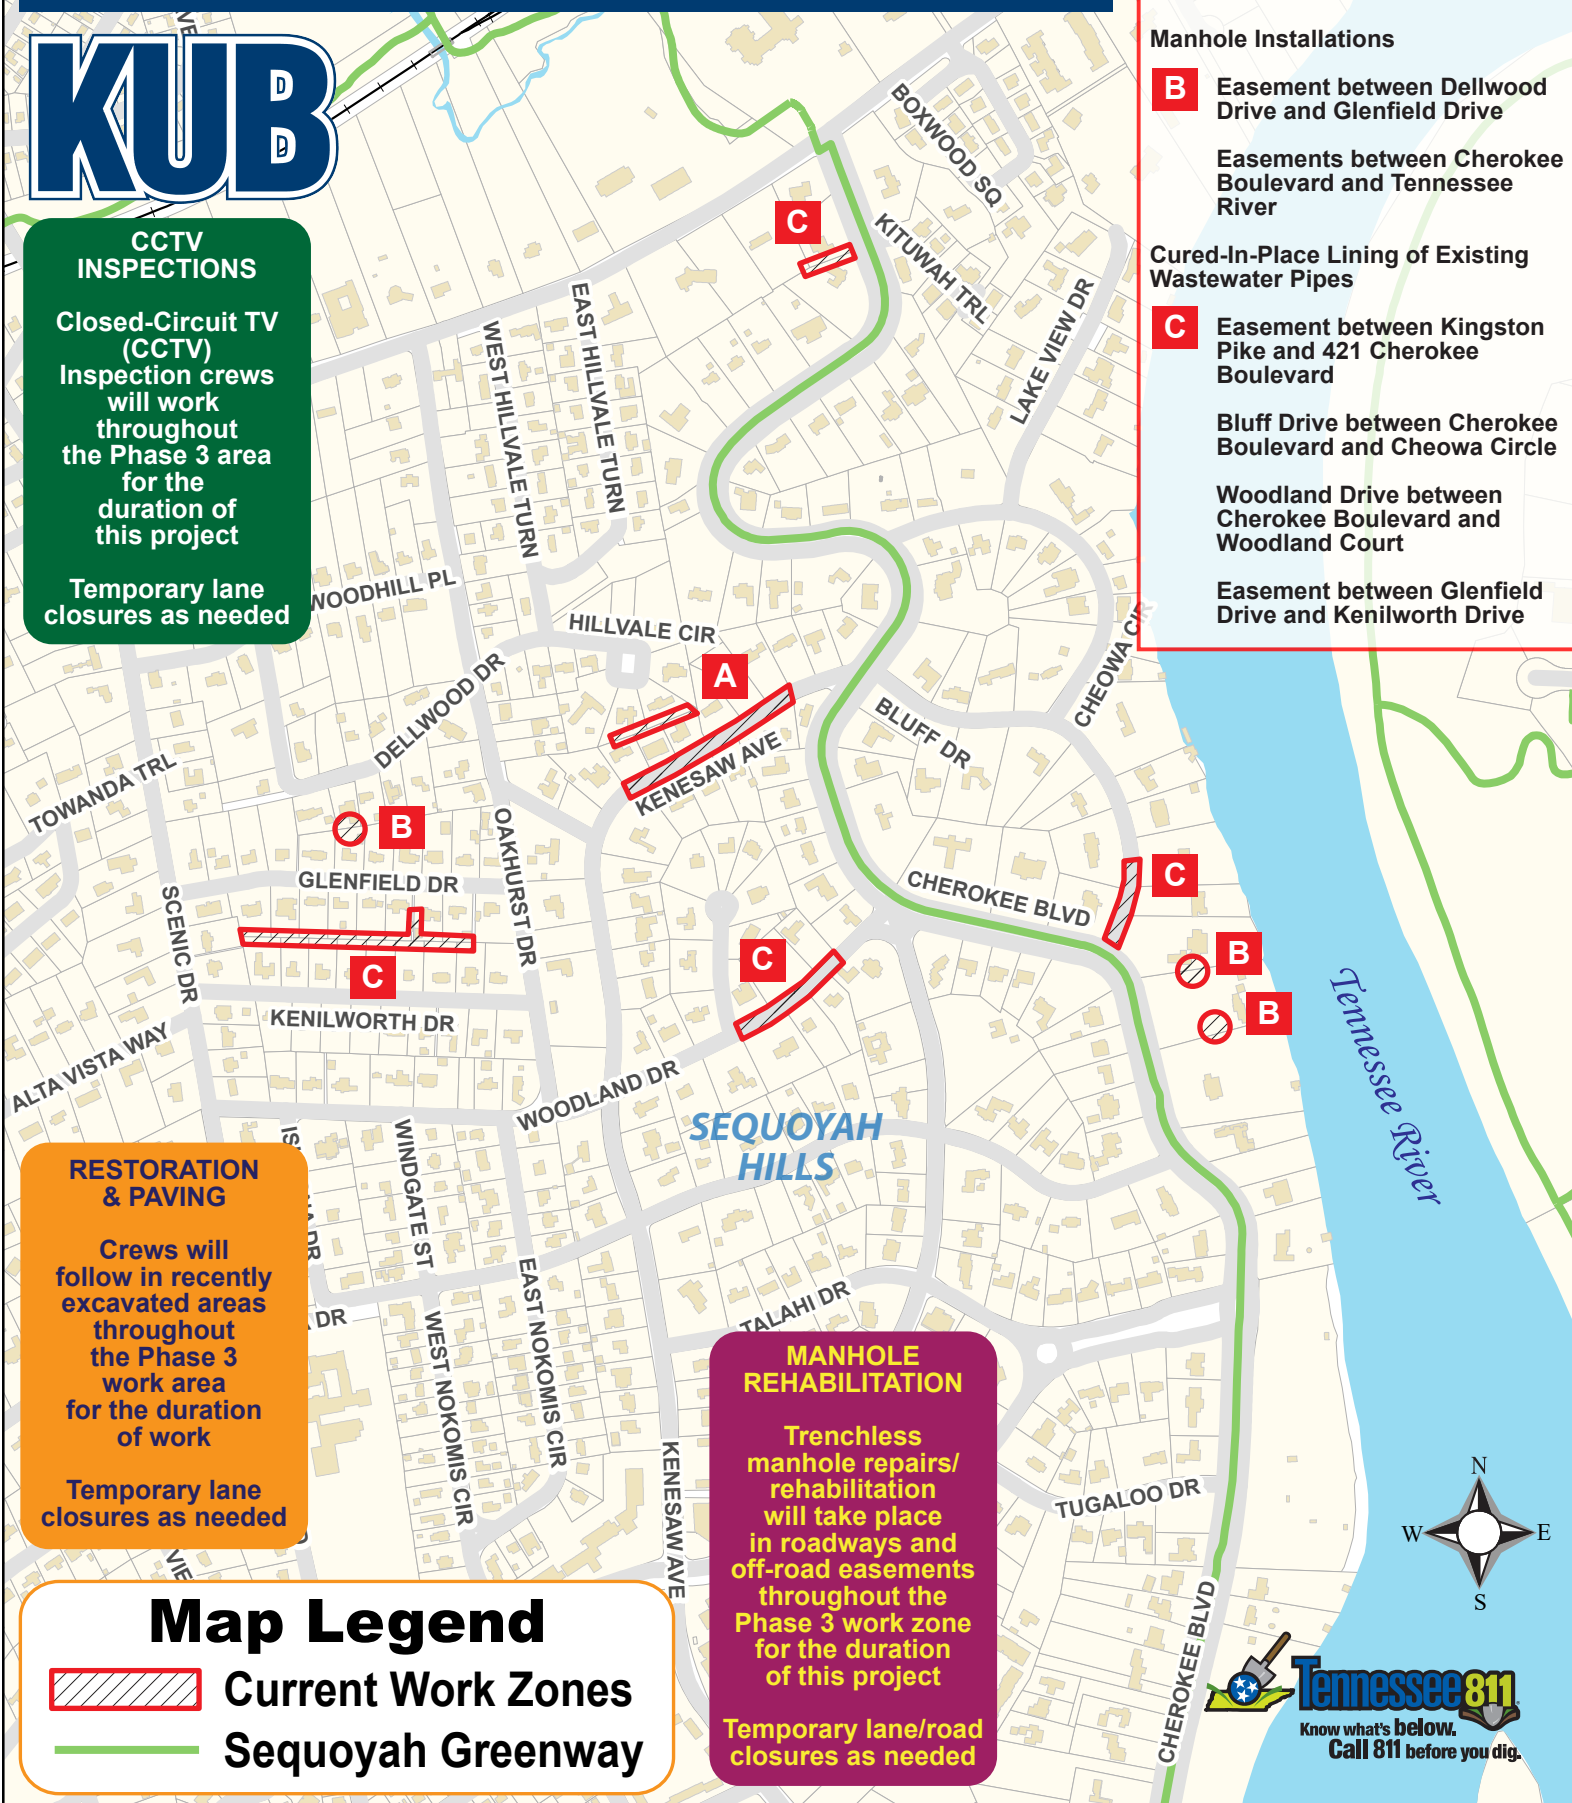 KUB
CCTV
INSPECTIONS
Closed-Circuit TV
(CCTV)
Inspection crews
will work
throughout
the Phase 3 area
for the
duration of
this project
Temporary lane
closures as needed
Manhole Installations
B
Easement between Dellwood
Drive and Glenfield Drive
Easements between Cherokee
Boulevard and Tennessee
River
Cured-In-Place Lining of Existing
Wastewater Pipes
C
Easement between Kingston
Pike and 421 Cherokee
Boulevard
Bluff Drive between Cherokee
Boulevard and Cheowa Circle
Woodland Drive between
Cherokee Boulevard and
Woodland Court
Easement between Glenfield
Drive and Kenilworth Drive
BOXWOOD SQ
C
KITUWAH TRL
LAKE VIEW DR
EAST HILLVALE TURN
WEST HILLVALE TURN
WOODHILL PL
HILLVALE CIR
CHEOWA CIR
A
DELLWOOD DR
BLUFF DR
KENESAW AVE
TOWANDA TRL
B
OAKHURST DR
GLENFIELD DR
SCENIC DR
CHEROKEE BLVD
C
C
C
B
B
KENILWORTH DR
ALTA VISTA WAY
WOODLAND DR
Tennessee River
SEQUOYAH
HILLS
WINDGATE ST
DR
EAST NOKOMIS CIR
WEST NOKOMIS CIR
TALAHI DR
KENESAW AVE
TUGALOO DR
CHEROKEE BLVD
RESTORATION
& PAVING
Crews will
follow in recently
excavated areas
throughout
the Phase 3
work area
for the duration
of work
Temporary lane
closures as needed
MANHOLE
REHABILITATION
Trenchless
manhole repairs/
rehabilitation
will take place
in roadways and
off-road easements
throughout the
Phase 3 work zone
for the duration
of this project
Temporary lane/road
closures as needed
N
W
E
S
Map Legend
Current Work Zones
Sequoyah Greenway
Tennessee 811
Know what's below.
Call 811 before you dig.